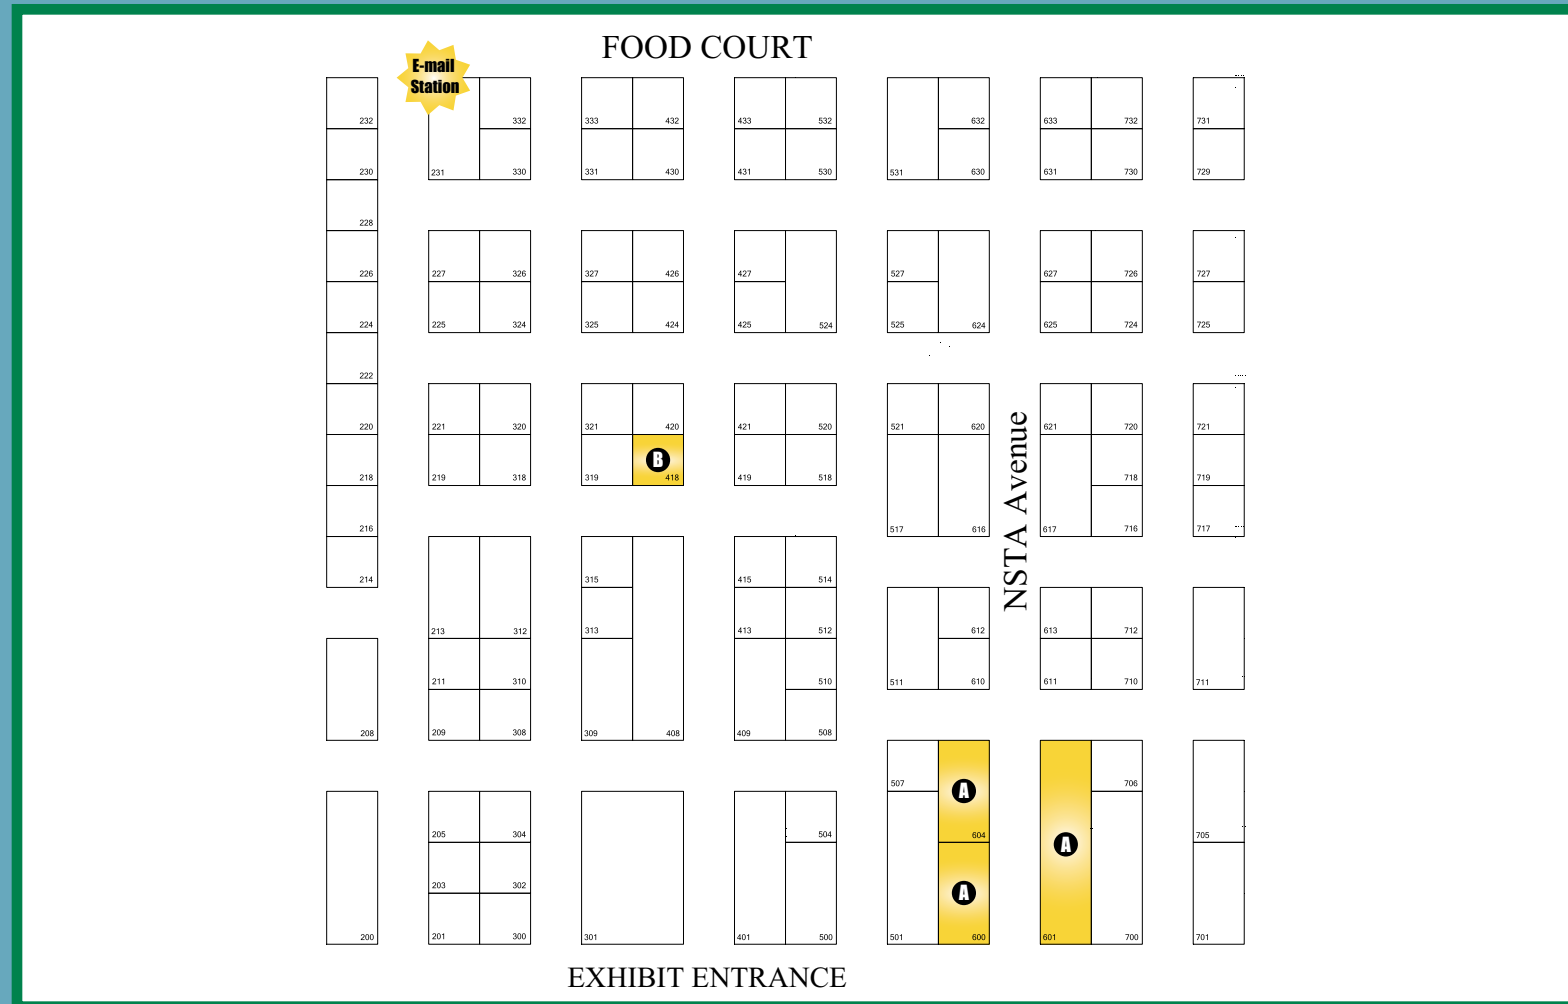 FOOD COURT
E-mail
Station
232 332 333 432 433 532 632 633 732 731
230 231 330 331 430 431 530 531 630 631 730 729
228
226 227 326 327 426 427 527 627 726 727
224 225 324 325 424 425 524 525 624 625 724 725
222
220 221 320 321 420 421 520 521 620 621 720 721
B
218 219 318 319 418 419 518 718 719
216 517 616 617 716 717
NSTA Avenue
214 315 415 514
213 312 313 413 512 612 613 712
211 310 510 511 610 611 710 711
208 209 308 309 408 409 508
507 A 706
205 304 504 604 A 705
203 302 A
200 201 300 301 401 500 501 600 601 700 701
EXHIBIT ENTRANCE